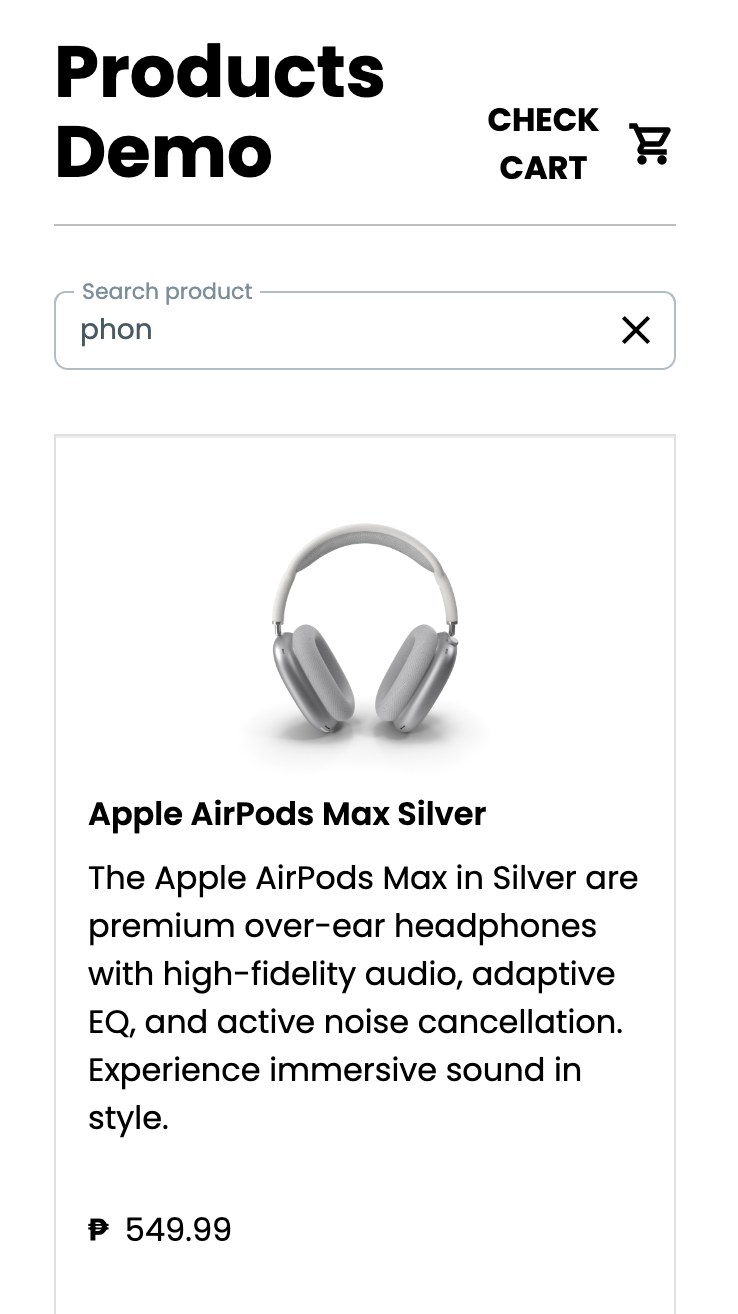 Products
Demo
CHECK
CART
Search product
phon
Apple AirPods Max Silver
The Apple AirPods Max in Silver are
premium over-ear headphones
with high-fidelity audio, adaptive
EQ, and active noise cancellation.
Experience immersive sound in
style.
₱ 549.99